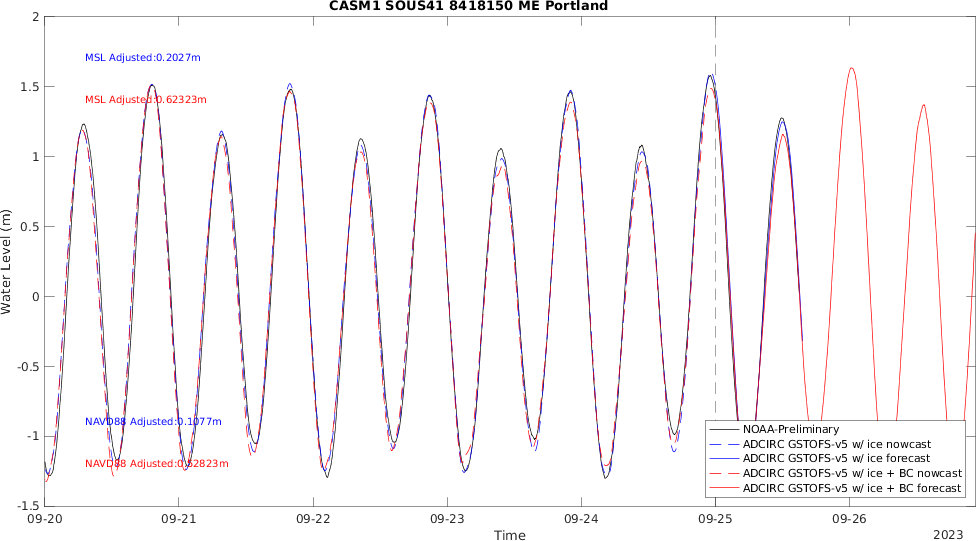 CASM1 SOUS41 8418150 ME Portland
2
1.5
1
0.5
0
-0.5
-1
-1.5
Water Level (m)
MSL Adjusted:0.2027m
MSL Adjusted:0.62323m
NAVD88 Adjusted:0.1077m
NAVD88 Adjusted:0.52823m
NOAA-Preliminary
ADCIRC GSTOFS-v5 w/ ice nowcast
ADCIRC GSTOFS-v5 w/ ice forecast
ADCIRC GSTOFS-v5 w/ ice + BC nowcast
ADCIRC GSTOFS-v5 w/ ice + BC forecast
09-20 09-21 09-22 09-23 09-24 09-25 09-26
Time
2023